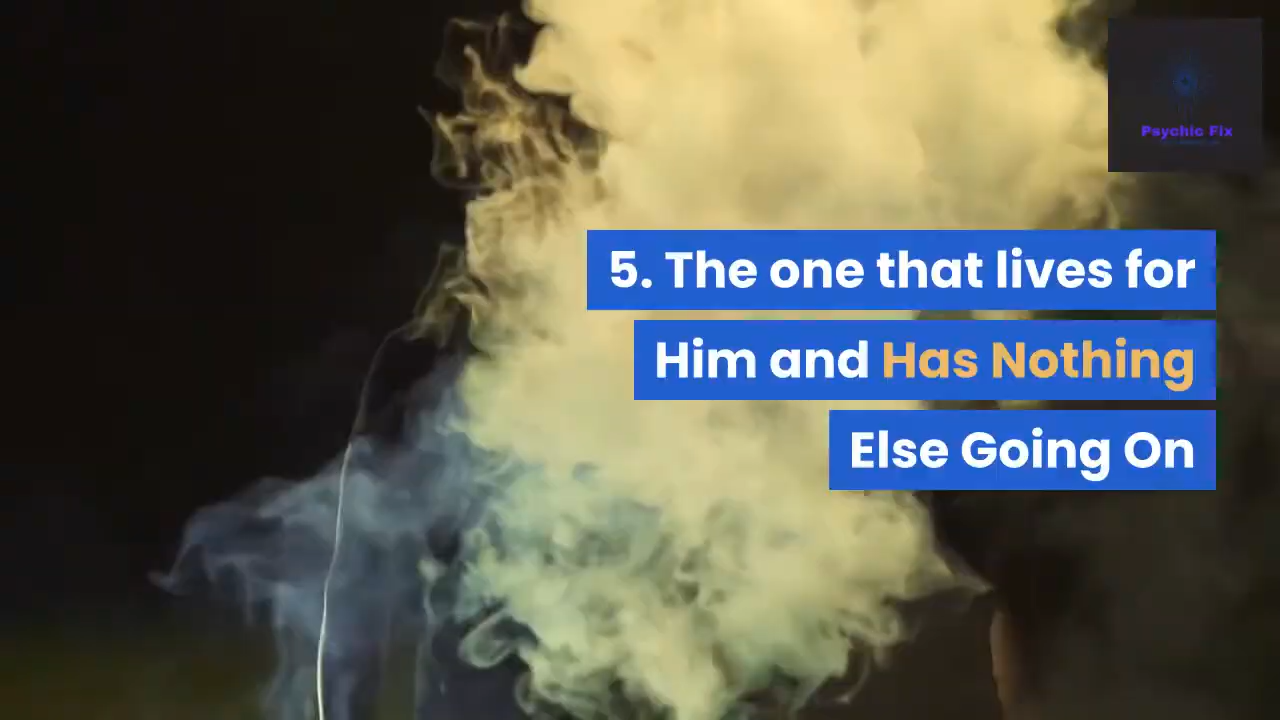 Psychic Fix
5. The one that lives for
Him and Has Nothing
Else Going On